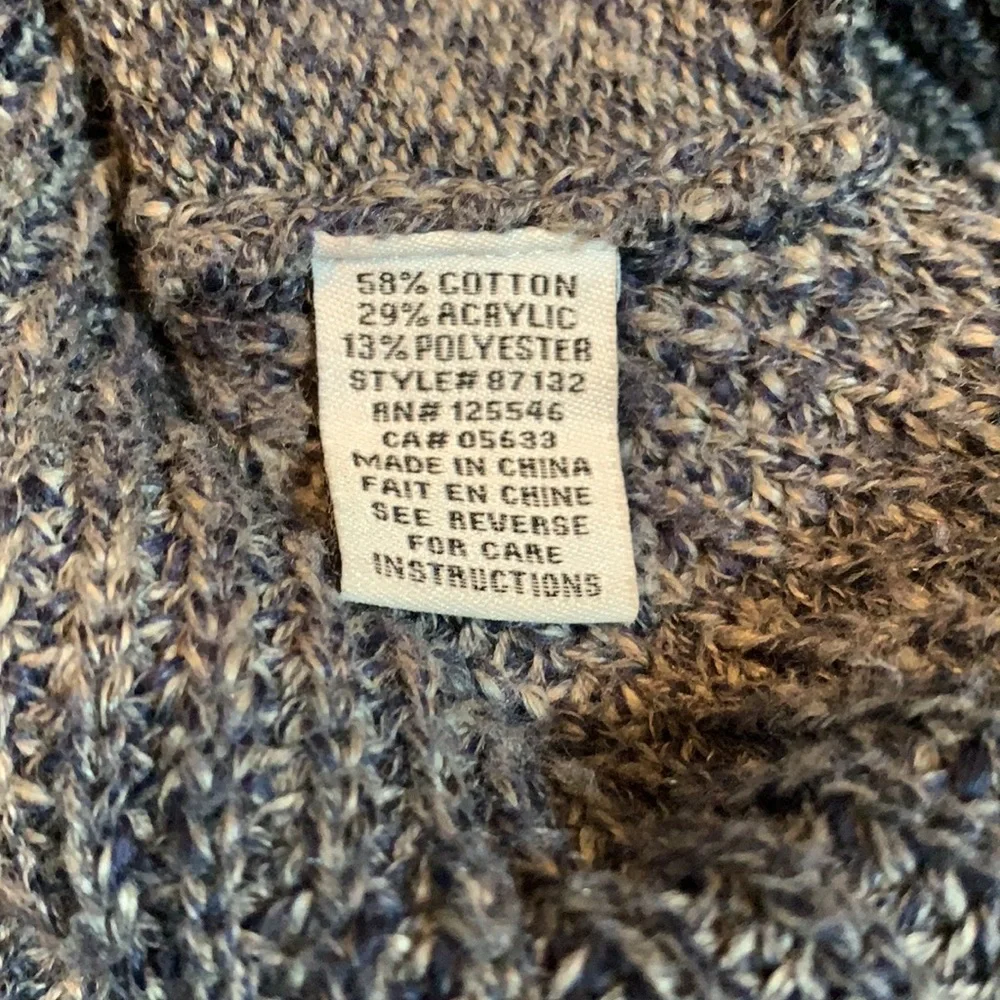 58% COTTON
29% ACRYLIC
13% POLYESTER
STYLE# 87132
RN# 125546
CA# 05633
MADE IN CHINA
FAIT EN CHINE
SEE REVERSE
FOR CARE
INSTRUCTIONS